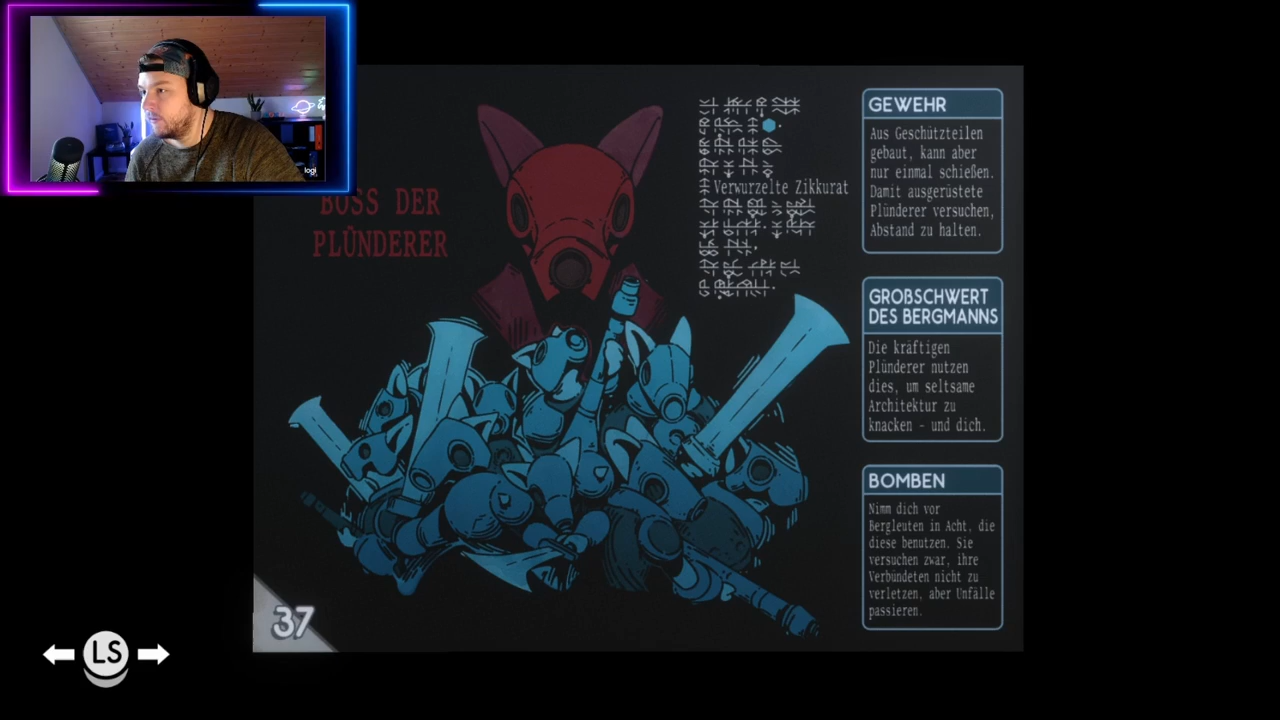 logi
BOSS DER
PLÜNDERER
Verwurzelte Zikkurat
GEWEHR
Aus Geschützteilen
gebaut, kann aber
nur einmal schießen.
Damit ausgerüstete
Plünderer versuchen,
Abstand zu halten.
GROẞSCHWERT
DES BERGMANNS
Die kräftigen
Plünderer nutzen
dies, um seltsame
Architektur zu
knacken - und dich.
BOMBEN
Nimm dich vor
Bergleuten in Acht, die
diese benutzen. Sie
versuchen zwar, ihre
Verbündeten nicht zu
verletzen, aber Unfälle
passieren.
37
LS